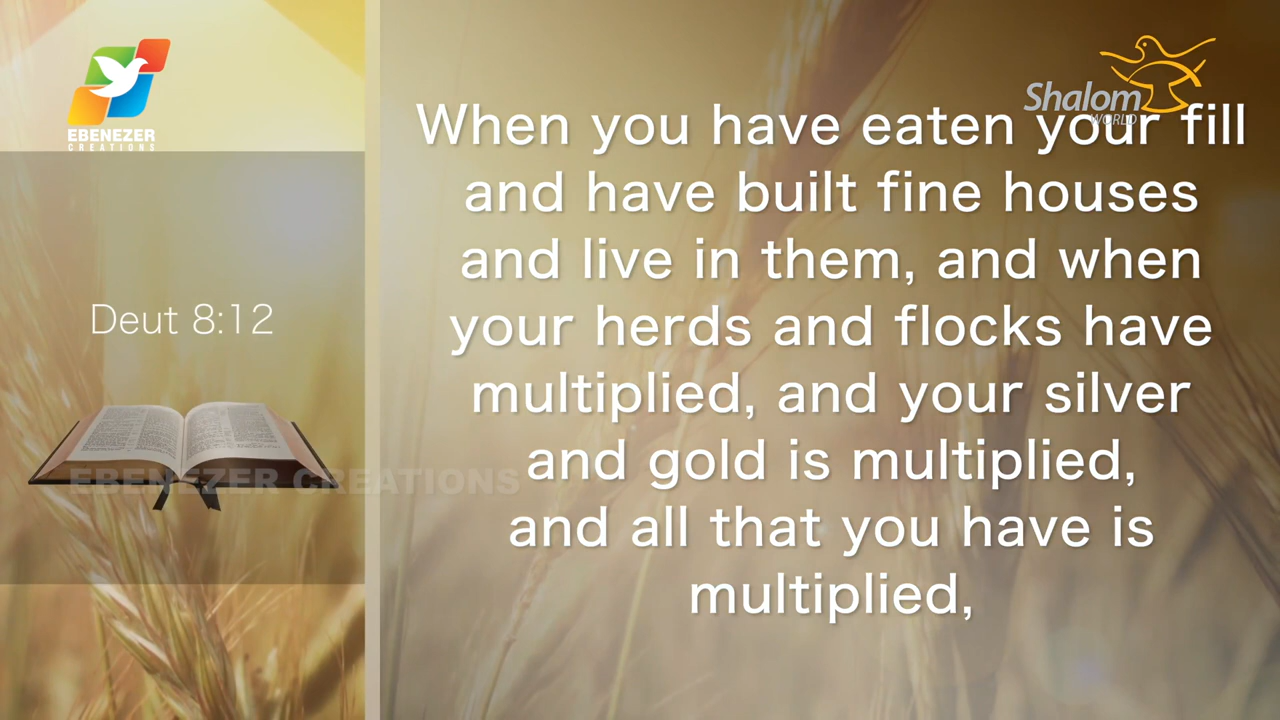 EBENEZER
CREATIONS
Deut 8:12
Shalom
WORLD
When you have eaten your fill
and have built fine houses
and live in them, and when
your herds and flocks have
multiplied, and your silver
and gold is multiplied,
and all that you have is
multiplied,
EBENEZER CREATIONS